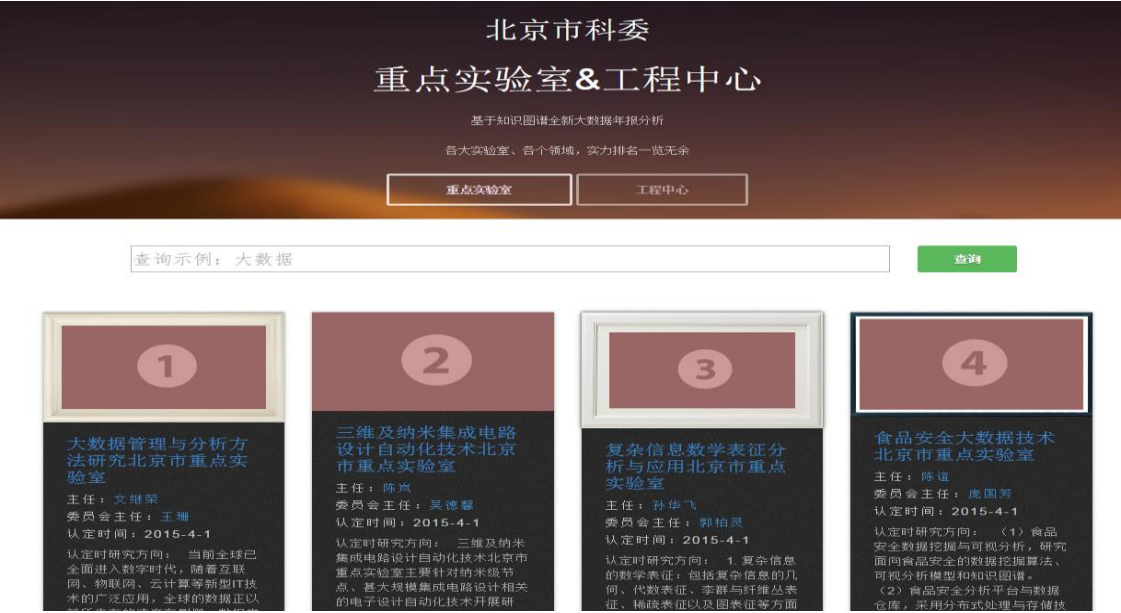 北京市科委
重点实验室&工程中心
基于知识图谱全新大数据年报分析
各大实验室、各个领域，实力排名一览无余
重点实验室
工程中心
查询示例：大数据
查询
1
大数据管理与分析方
法研究北京市重点实
验室
主任：文继荣
委员会主任：王珊
认定时间：2015-4-1
认定时研究方向： 当前全球已
全面进入数字时代，随着互联
网、物联网、云计算等新型IT技
术的广泛应用，全球的数据正以
2
三维及纳米集成电路
设计自动化技术北京
市重点实验室
主任：陈岚
委员会主任：吴德馨
认定时间：2015-4-1
认定时研究方向： 三维及纳米
集成电路设计自动化技术北京市
重点实验室主要针对纳米级节
点、甚大规模集成电路设计相关
的电子设计自动化技术开展研
3
复杂信息数学表征分
析与应用北京市重点
实验室
主任：孙华飞
委员会主任：郭柏灵
认定时间：2015-4-1
认定时研究方向： 1.复杂信息
的数学表征：包括复杂信息的几
何、代数表征、李群与纤维丛表
征、稀疏表征以及图表征等方面
4
食品安全大数据技术
北京市重点实验室
主任：陈谊
委员会主任：庞国芳
认定时间：2015-4-1
认定时研究方向： （1）食品
安全数据挖掘与可视分析，研究
面向食品安全的数据挖掘算法、
可视分析模型和知识图谱。
（2）食品安全分析平台与数据
仓库，采用分布式处理与存储技